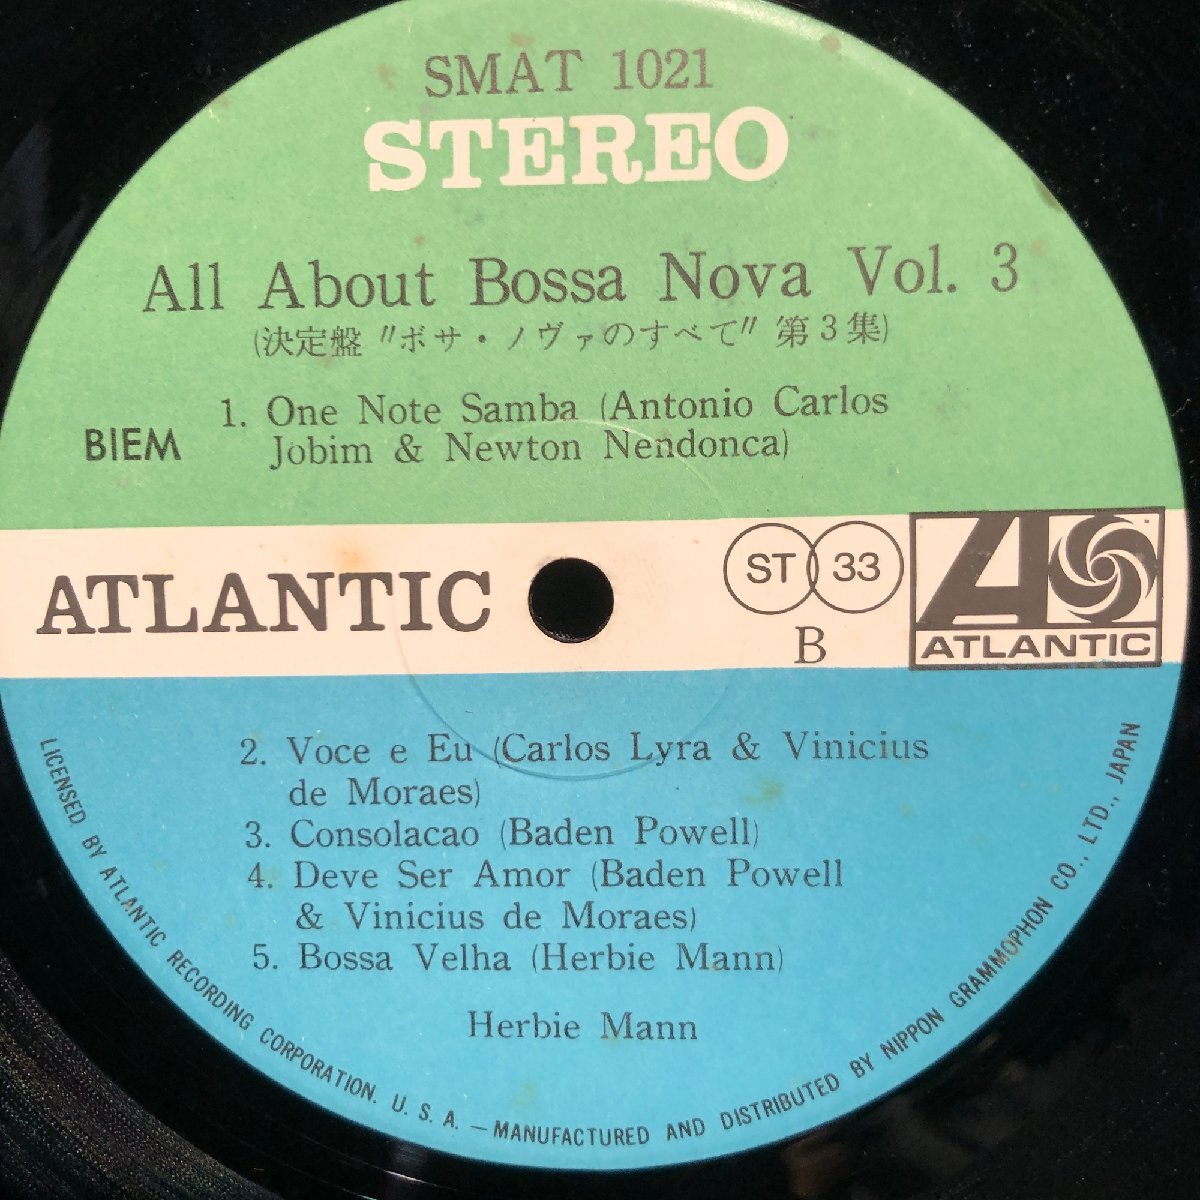 SMAT 1021
STEREO
All About Bossa Nova Vol. 3
(決定盤 〃ボサ・ノヴァのすべて〃 第3集)
BIEM
1. One Note Samba (Antonio Carlos
Jobim & Newton Nendonca)
ATLANTIC
ST 33
B
ATLANTIC
2. Voce e Eu (Carlos Lyra & Vinicius
de Moraes)
3. Consolacao (Baden Powell)
4. Deve Ser Amor (Baden Powell
& Vinicius de Moraes)
5. Bossa Velha (Herbie Mann)
Herbie Mann
LICENSED BY ATLANTIC RECORDING CORPORATION. U. S. A. — MANUFACTURED AND DISTRIBUTED BY NIPPON GRAMMOPHON CO., LTD., JAPAN